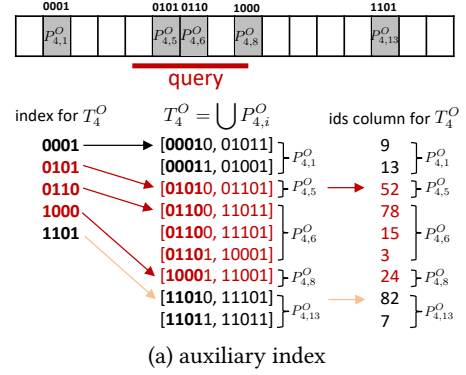 0001 0101 0110 1000 1101
P^O_{4,1} P^O_{4,5} P^O_{4,6} P^O_{4,8} P^O_{4,13}
query
index for T^O_4 T^O_4 = ⋃ P^O_{4,i} ids column for T^O_4
0001 [00010, 01011] 9
0101 [00011, 01001] P^O_{4,1} 13 P^O_{4,1}
0110 [01010, 01101] P^O_{4,5} 52 P^O_{4,5}
1000 [01100, 11011] 78
1101 [01100, 11101] P^O_{4,6} 15 P^O_{4,6}
[01101, 10001] 3
[10001, 11001] P^O_{4,8} 24 P^O_{4,8}
[11010, 11101] 82
[11011, 11011] P^O_{4,13} 7 P^O_{4,13}
(a) auxiliary index